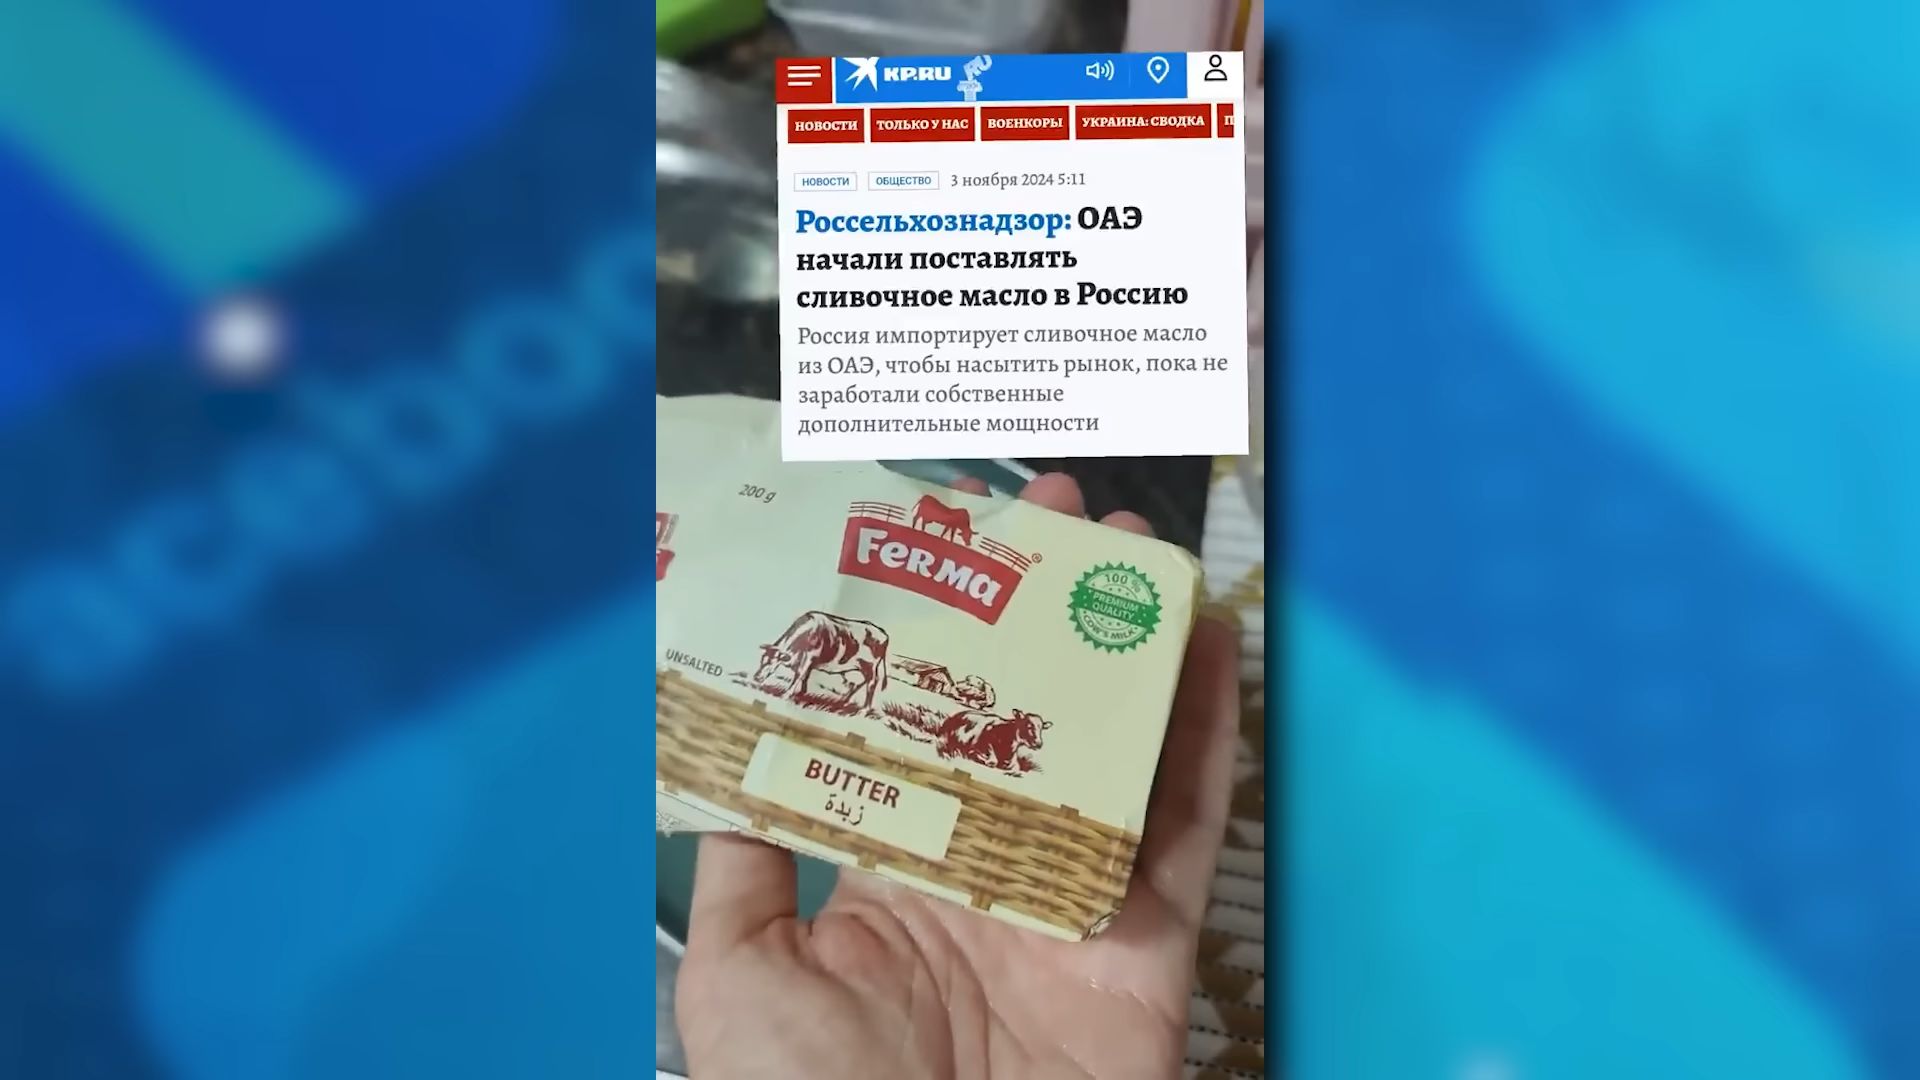 KP.RU
НОВОСТИ ТОЛЬКО У НАС ВОЕНКОРЫ УКРАИНА: СВОДКА
НОВОСТИ ОБЩЕСТВО 3 ноября 2024 5:11
Россельхознадзор: ОАЭ
начали поставлять
сливочное масло в Россию
Россия импортирует сливочное масло
из ОАЭ, чтобы насытить рынок, пока не
заработали собственные
дополнительные мощности
200 g
Ferma®
100 %
PREMIUM
QUALITY
COW'S MILK
UNSALTED
BUTTER
زبدة